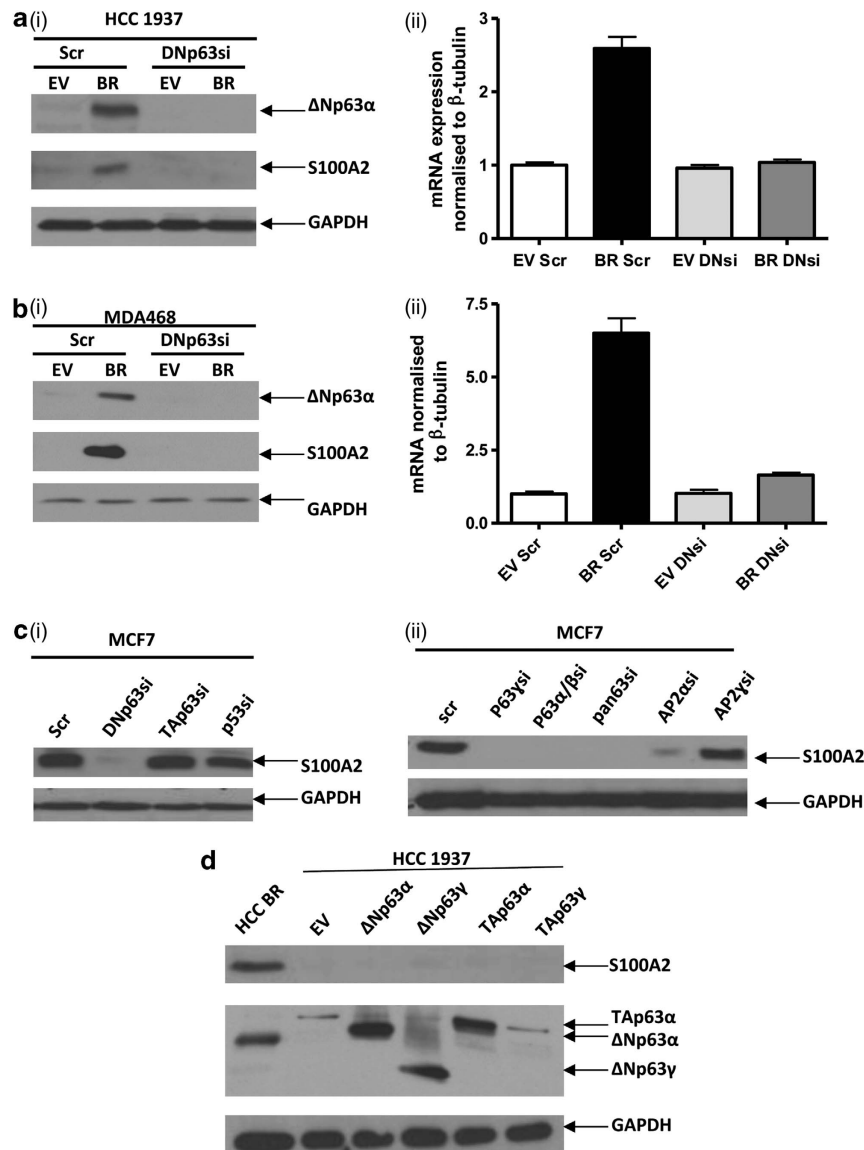 a (i)
HCC 1937
Scr DNp63si
EV BR EV BR
ΔNp63α
S100A2
GAPDH
(ii)
mRNA expression
normalised to β-tubulin
3
2
1
0
EV Scr BR Scr EV DNsi BR DNsi
b (i)
MDA468
Scr DNp63si
EV BR EV BR
ΔNp63α
S100A2
GAPDH
(ii)
mRNA normalised
to β-tubulin
7.5
5.0
2.5
0.0
EV Scr BR Scr EV DNsi BR DNsi
c (i)
MCF7
Scr DNp63si TAp63si p53si
S100A2
GAPDH
(ii)
MCF7
scr P63γsi P63α/βsi pan63si AP2αsi AP2γsi
S100A2
GAPDH
d
HCC 1937
HCC BR EV ΔNp63α ΔNp63γ TAp63α TAp63γ
S100A2
TAp63α
ΔNp63α
ΔNp63γ
GAPDH